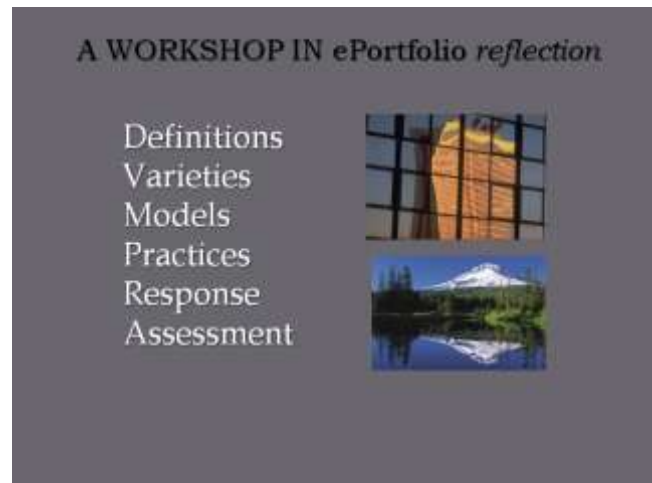 A WORKSHOP IN ePortfolio reflection
Definitions
Varieties
Models
Practices
Response
Assessment